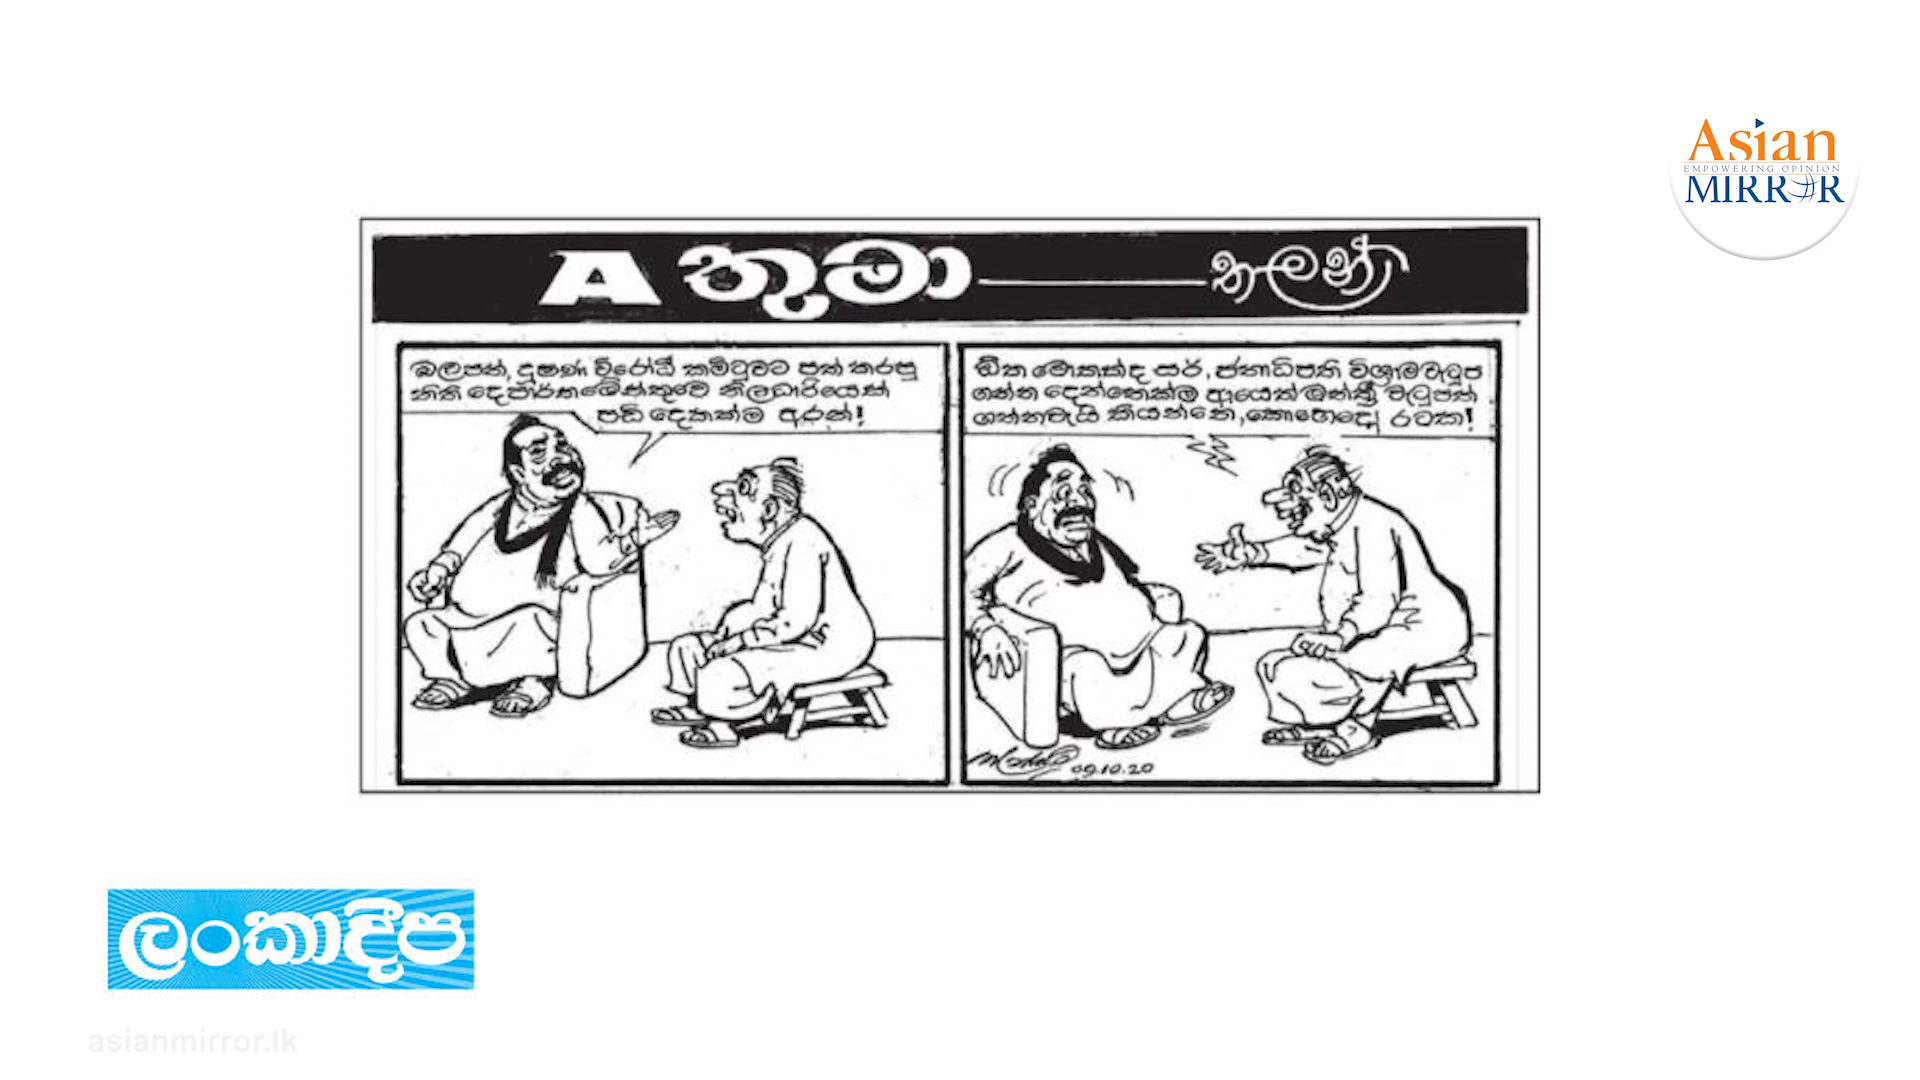 Asian
EMPOWERING OPINION
MIRROR
A තුමා
තලන්
බලපන්, දූෂණ විරෝධී කමිටුවට පත් කරපු
නීති දෙපාර්තමේන්තුවේ නිලධාරියෙක්
පඩි දෙකක්ම අරන්!
ඕක මොකක්ද සර්, ජනාධිපති විශ්‍රාම වැටුප
ගන්න දෙන්නෙක්ම ආයෙත් මන්ත්‍රී වැටුපත්
ගන්නවැයි කියන්නෙ, කොහෙදෝ රටක!
09.10.20
ලංකාදීප
asianmirror.lk